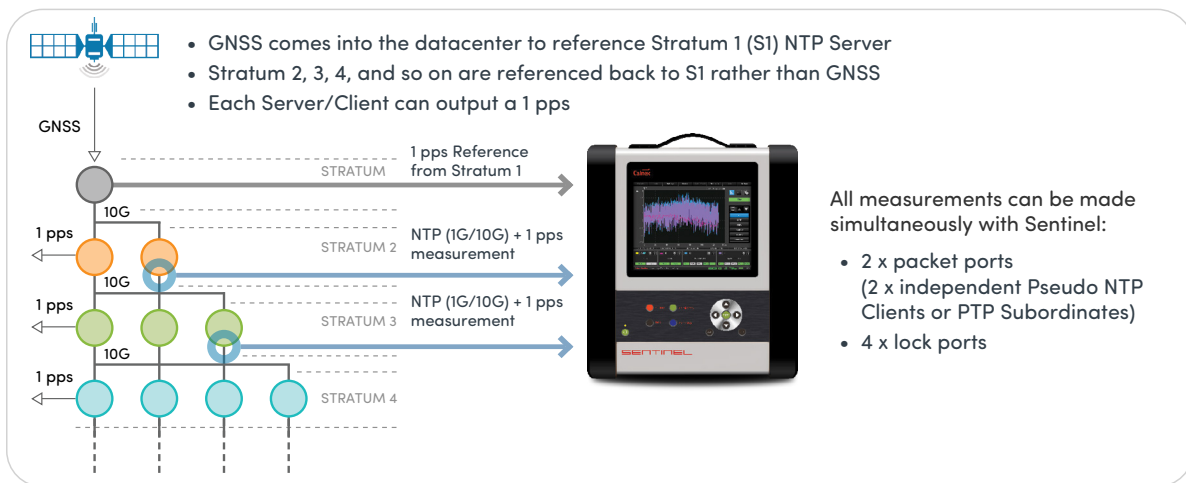 • GNSS comes into the datacenter to reference Stratum 1 (S1) NTP Server
• Stratum 2, 3, 4, and so on are referenced back to S1 rather than GNSS
• Each Server/Client can output a 1 pps
GNSS
STRATUM
1 pps Reference
from Stratum 1
10G
1 pps
STRATUM 2
NTP (1G/10G) + 1 pps
measurement
10G
1 pps
STRATUM 3
NTP (1G/10G) + 1 pps
measurement
10G
1 pps
STRATUM 4
Calnex
SENTINEL
All measurements can be made
simultaneously with Sentinel:
• 2 x packet ports
(2 x independent Pseudo NTP
Clients or PTP Subordinates)
• 4 x lock ports